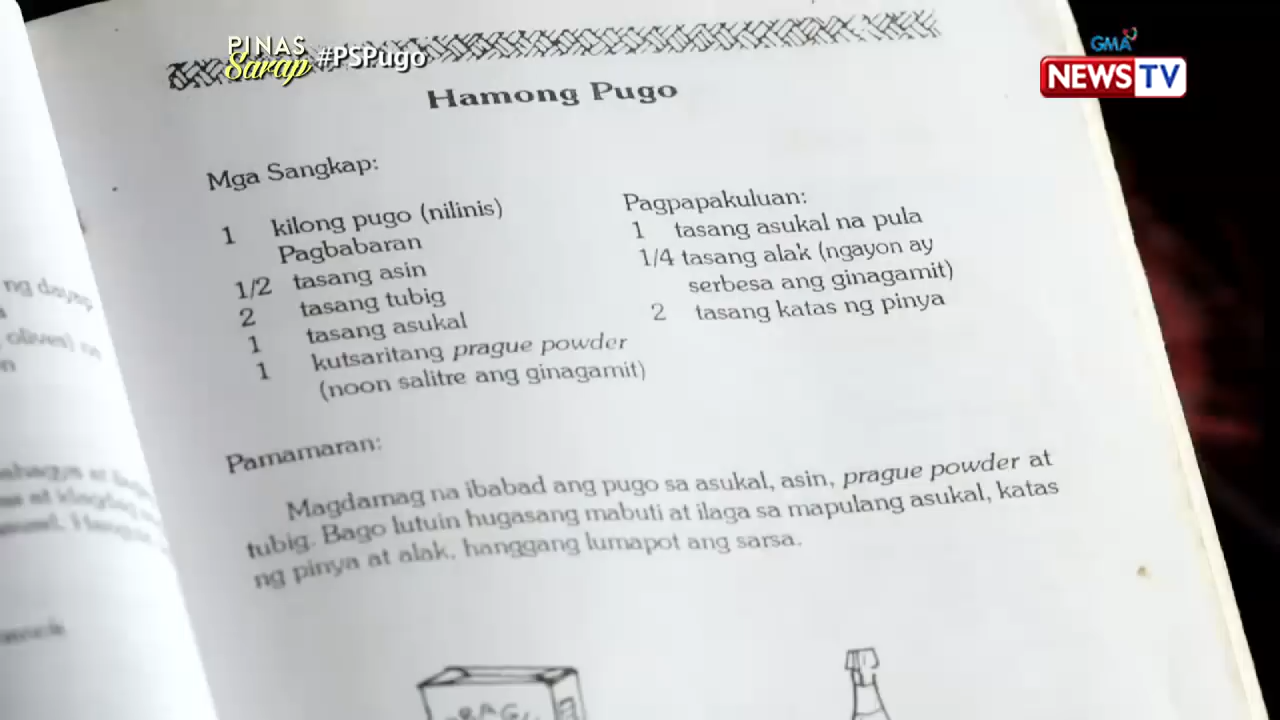 PINAS
Sarap
#PSPugo
GMA
NEWS TV
Hamong Pugo
Mga Sangkap:
1 kilong pugo (nilinis)
Pagbabaran
1/2 tasang asin
2 tasang tubig
1 tasang asukal
1 kutsaritang prague powder
(noon salitre ang ginagamit)
Pagpapakuluan:
1 tasang asukal na pula
1/4 tasang alak (ngayon ay
serbesa ang ginagamit)
2 tasang katas ng pinya
Pamamaran:
Magdamag na ibabad ang pugo sa asukal, asin, prague powder at
tubig. Bago lutuin hugasang mabuti at ilaga sa mapulang asukal, katas
ng pinya at alak, hanggang lumapot ang sarsa.
ng dayap
olives) na